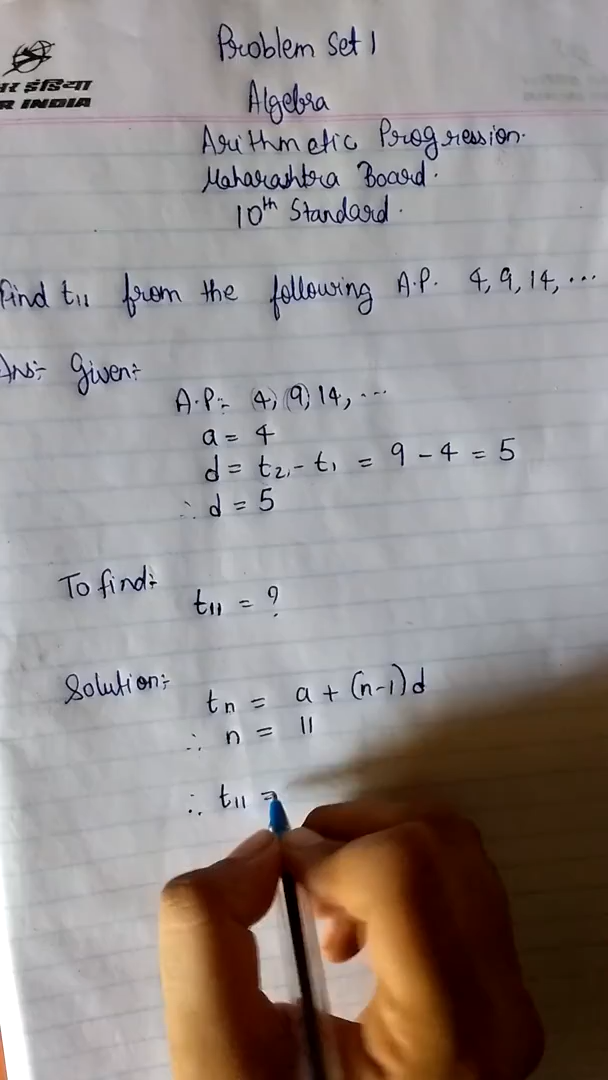 Problem Set 1
र इंडिया
R INDIA
Algebra
Arithmetic Progression.
Maharashtra Board.
10th Standard.
Find t11 from the following A.P. 4, 9, 14, ...
Ans:- Given:-
A.P:- 4, 9, 14, ...
a = 4
d = t2 - t1 = 9 - 4 = 5
∴ d = 5
To find:-
t11 = ?
Solution:-
tn = a + (n-1)d
∴ n = 11
∴ t11 =